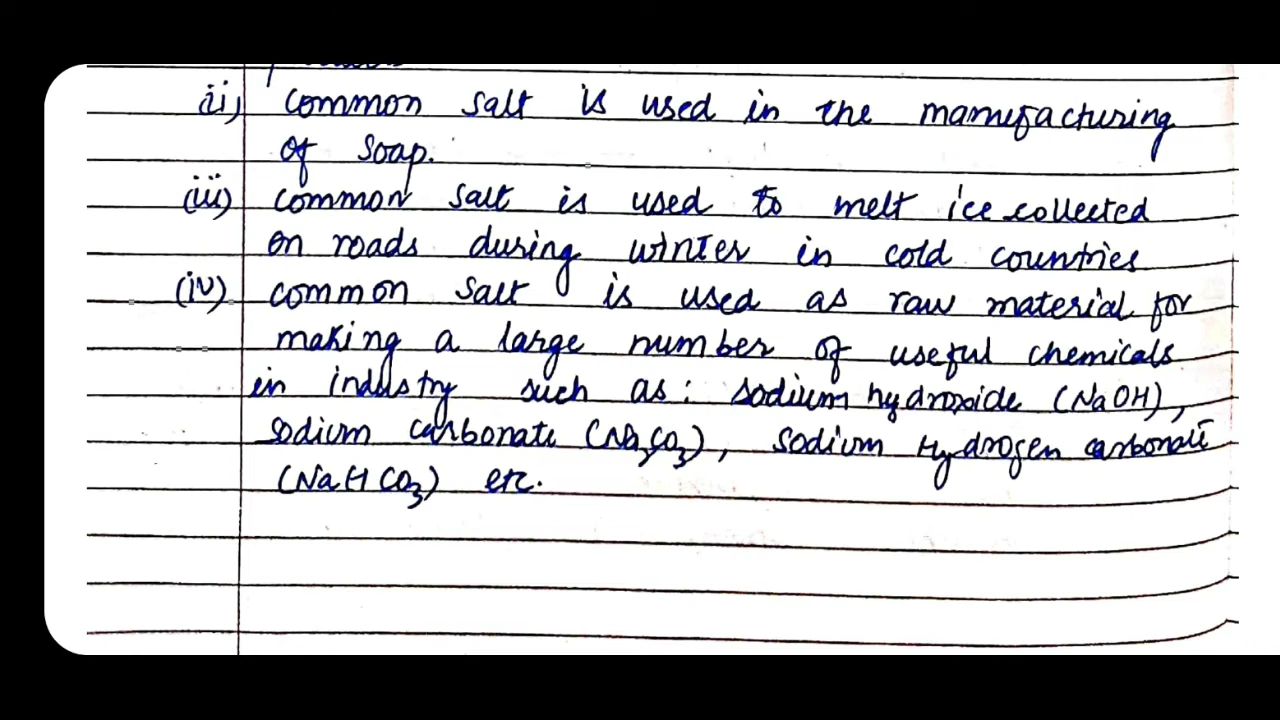 ii) common salt is used in the manufacturing
of soap.
(iii) common salt is used to melt ice collected
on roads during winter in cold countries
(iv) common salt is used as raw material for
making a large number of useful chemicals
in industry such as: sodium hydroxide (NaOH),
sodium carbonate (Na₂CO₃), sodium Hydrogen carbonate
(NaHCO₃) etc.